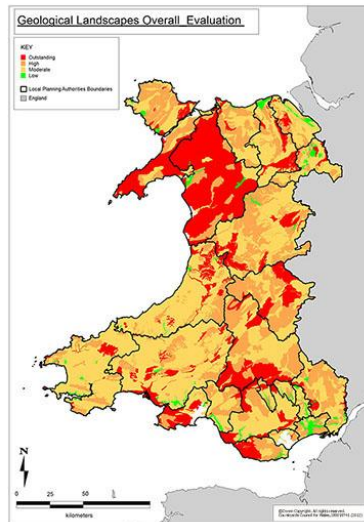 Geological Landscapes Overall Evaluation
KEY
Outstanding
High
Moderate
Low
Local Planning Authorities Boundaries
England
N
0 25 50
kilometers